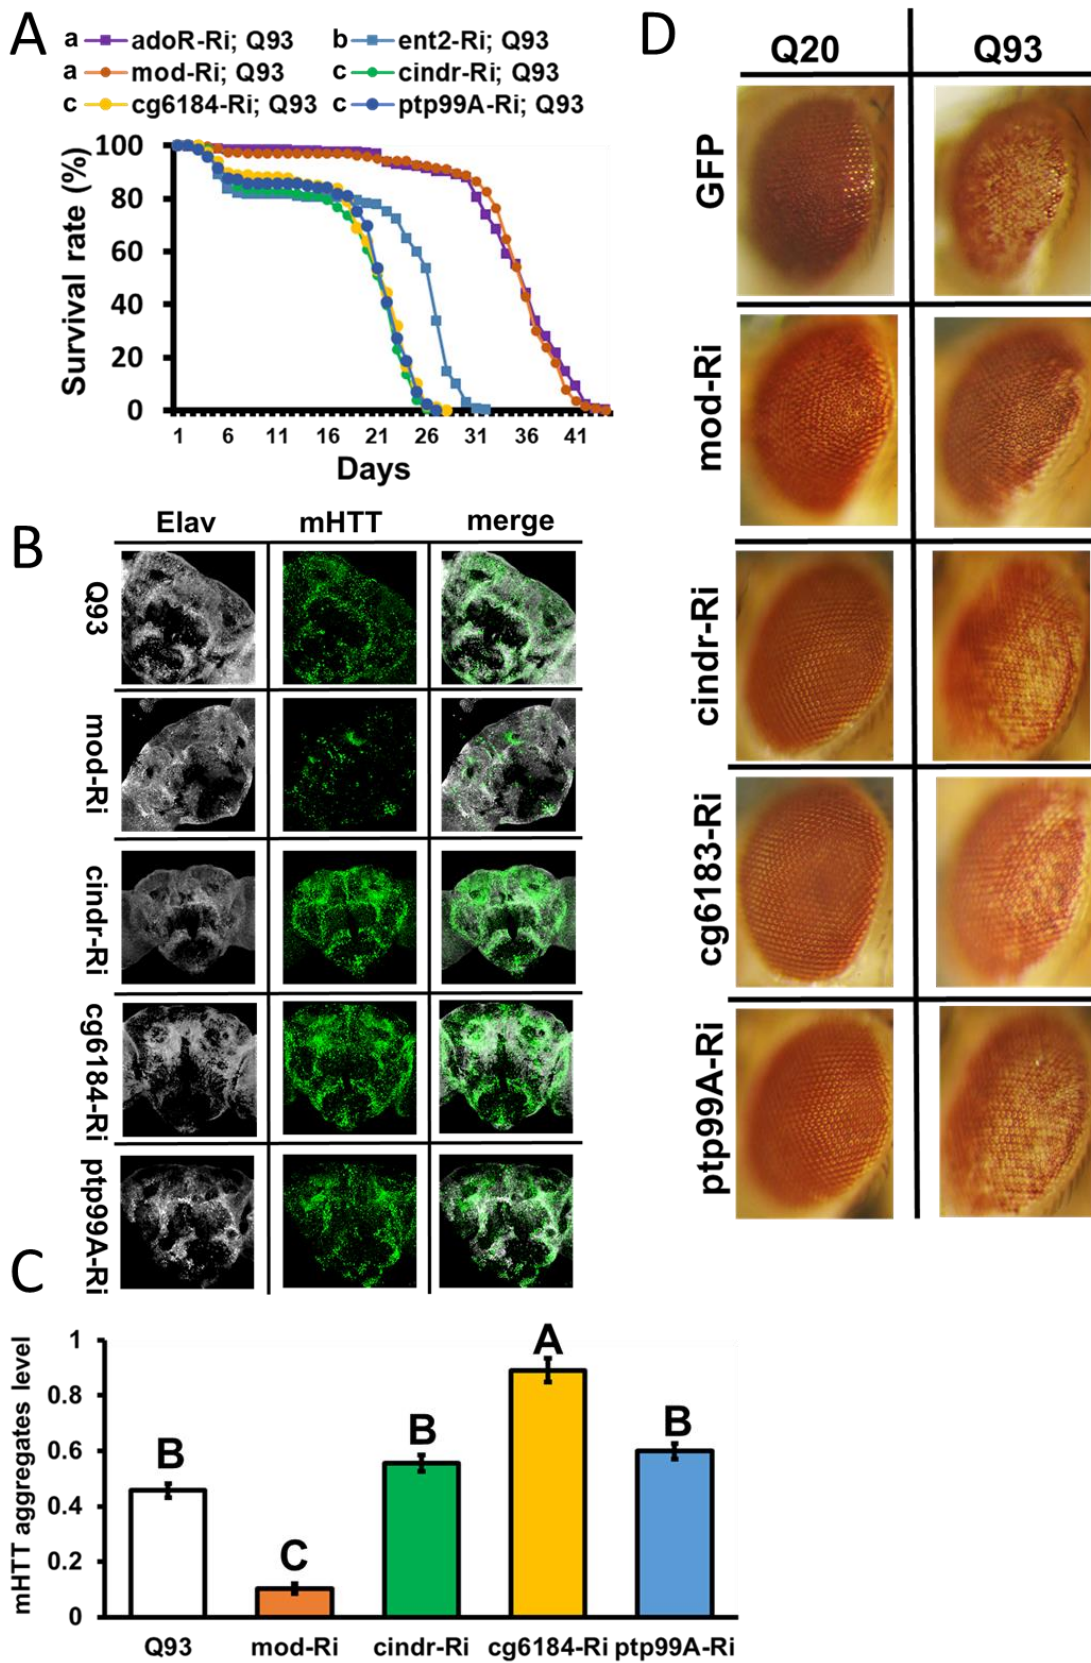 A
a adoR-Ri; Q93 b ent2-Ri; Q93
a mod-Ri; Q93 c cindr-Ri; Q93
c cg6184-Ri; Q93 c ptp99A-Ri; Q93
Survival rate (%)
100
80
60
40
20
0
1 6 11 16 21 26 31 36 41
Days
B
Elav mHTT merge
Q93
mod-Ri
cindr-Ri
cg6184-Ri
ptp99A-Ri
C
mHTT aggregates level
1
0.8
0.6
0.4
0.2
0
B
C
B
A
B
Q93 mod-Ri cindr-Ri cg6184-Ri ptp99A-Ri
D
Q20 Q93
GFP
mod-Ri
cindr-Ri
cg6183-Ri
ptp99A-Ri